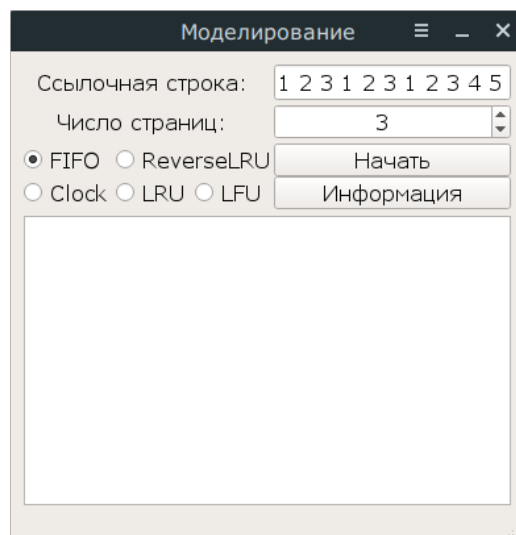 Моделирование
Ссылочная строка: 1 2 3 1 2 3 1 2 3 4 5
Число страниц: 3
FIFO ReverseLRU Начать
Clock LRU LFU Информация